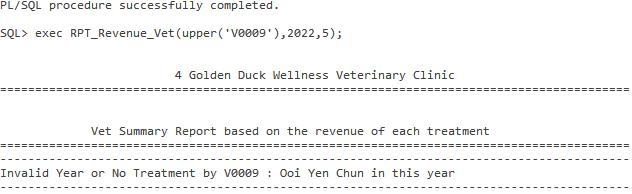 PL/SQL procedure successfully completed.
SQL> exec RPT_Revenue_Vet(upper('V0009'),2022,5);
4 Golden Duck Wellness Veterinary Clinic
==========================================================================================
Vet Summary Report based on the revenue of each treatment
==========================================================================================
------------------------------------------------------------------------------------------
Invalid Year or No Treatment by V0009 : Ooi Yen Chun in this year
------------------------------------------------------------------------------------------